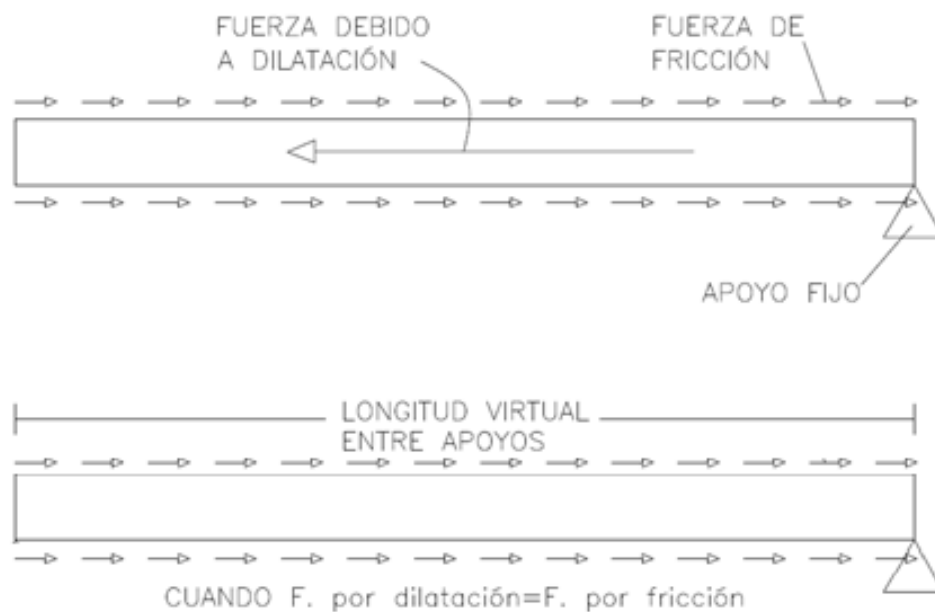 FUERZA DEBIDO
A DILATACIÓN
FUERZA DE
FRICCIÓN
APOYO FIJO
LONGITUD VIRTUAL
ENTRE APOYOS
CUANDO F. por dilatación=F. por fricción